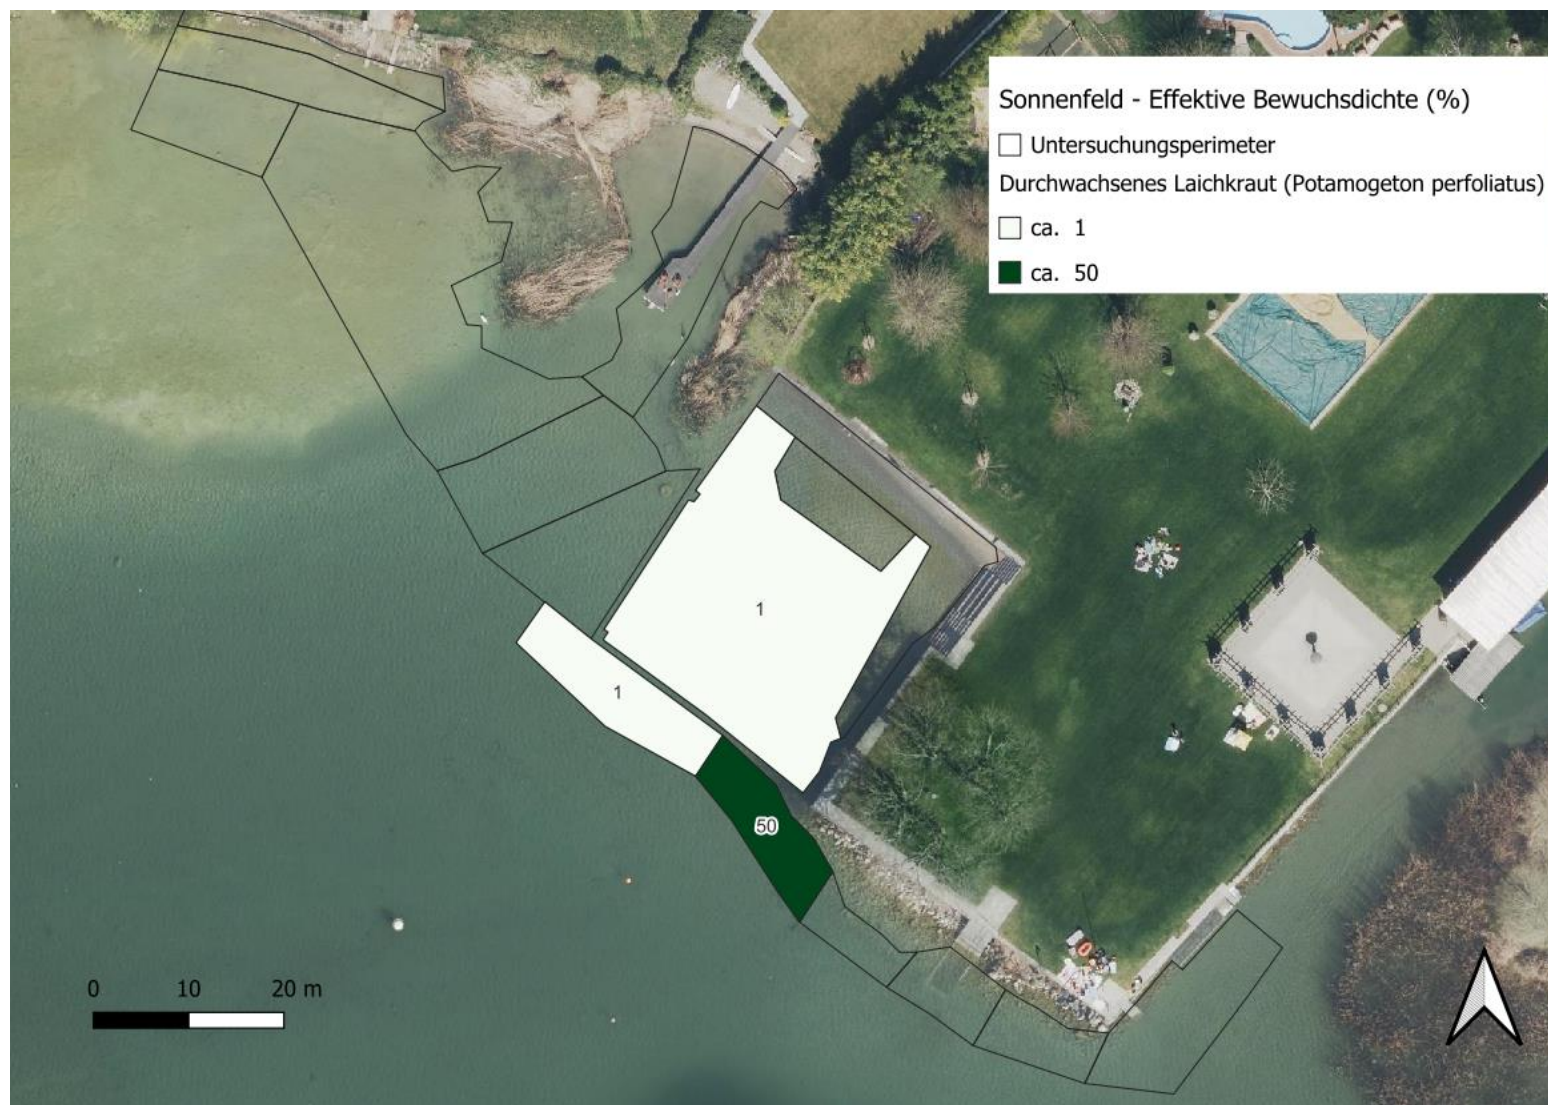 Sonnenfeld - Effektive Bewuchsdichte (%)
Untersuchungsperimeter
Durchwachsenes Laichkraut (Potamogeton perfoliatus)
ca. 1
ca. 50
1
1
50
0 10 20 m